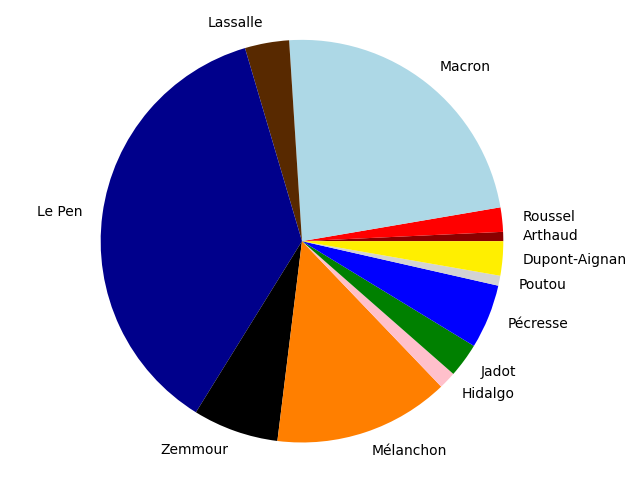 Lassalle
Macron
Le Pen
Roussel
Arthaud
Dupont-Aignan
Poutou
Pécresse
Jadot
Hidalgo
Zemmour
Mélanchon